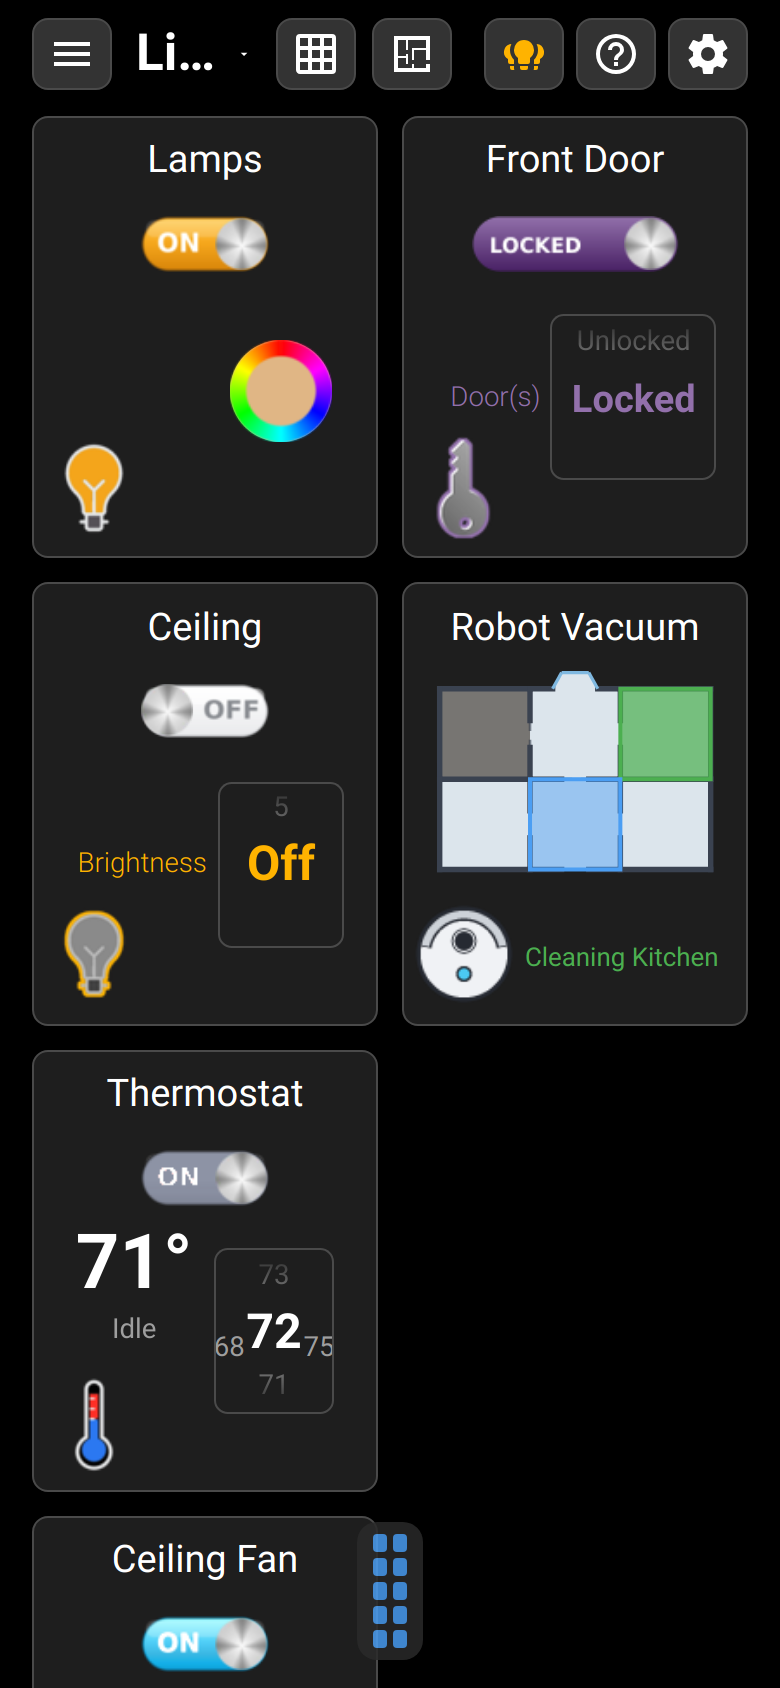 Li...
Lamps
ON
Front Door
LOCKED
Unlocked
Door(s)
Locked
Ceiling
OFF
5
Brightness
Off
Robot Vacuum
Cleaning Kitchen
Thermostat
ON
71°
Idle
73
68 72 75
71
Ceiling Fan
ON